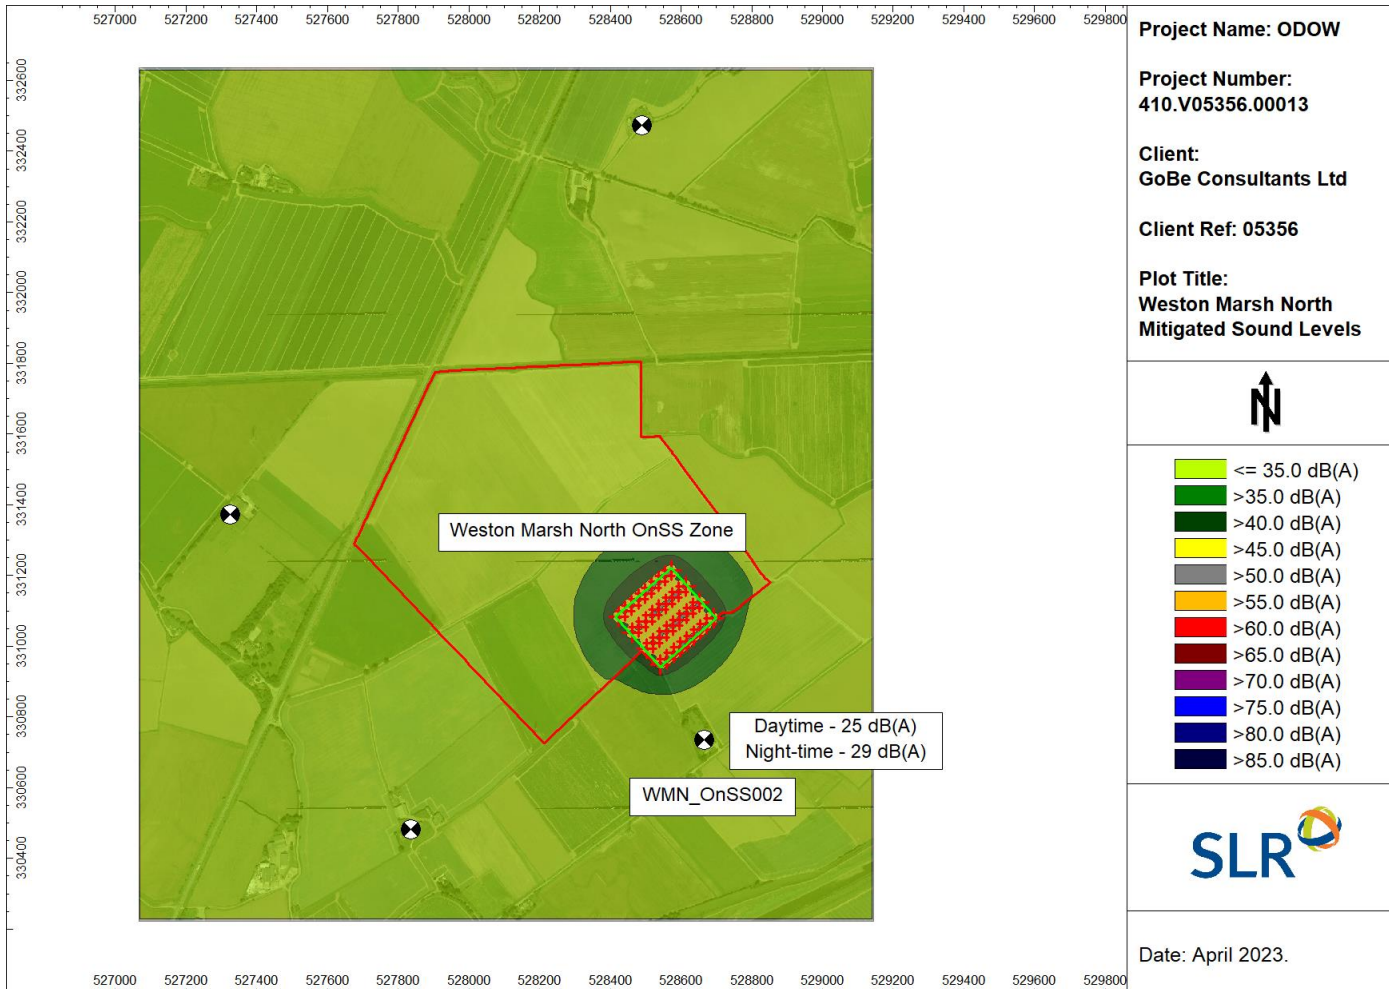 527000 527200 527400 527600 527800 528000 528200 528400 528600 528800 529000 529200 529400 529600 529800
332600
332400
332200
332000
331800
331600
331400
331200
331000
330800
330600
330400
Weston Marsh North OnSS Zone
Daytime - 25 dB(A)
Night-time - 29 dB(A)
WMN_OnSS002
527000 527200 527400 527600 527800 528000 528200 528400 528600 528800 529000 529200 529400 529600 529800
Project Name: ODOW
Project Number:
410.V05356.00013
Client:
GoBe Consultants Ltd
Client Ref: 05356
Plot Title:
Weston Marsh North
Mitigated Sound Levels
N
<= 35.0 dB(A)
>35.0 dB(A)
>40.0 dB(A)
>45.0 dB(A)
>50.0 dB(A)
>55.0 dB(A)
>60.0 dB(A)
>65.0 dB(A)
>70.0 dB(A)
>75.0 dB(A)
>80.0 dB(A)
>85.0 dB(A)
SLR
Date: April 2023.